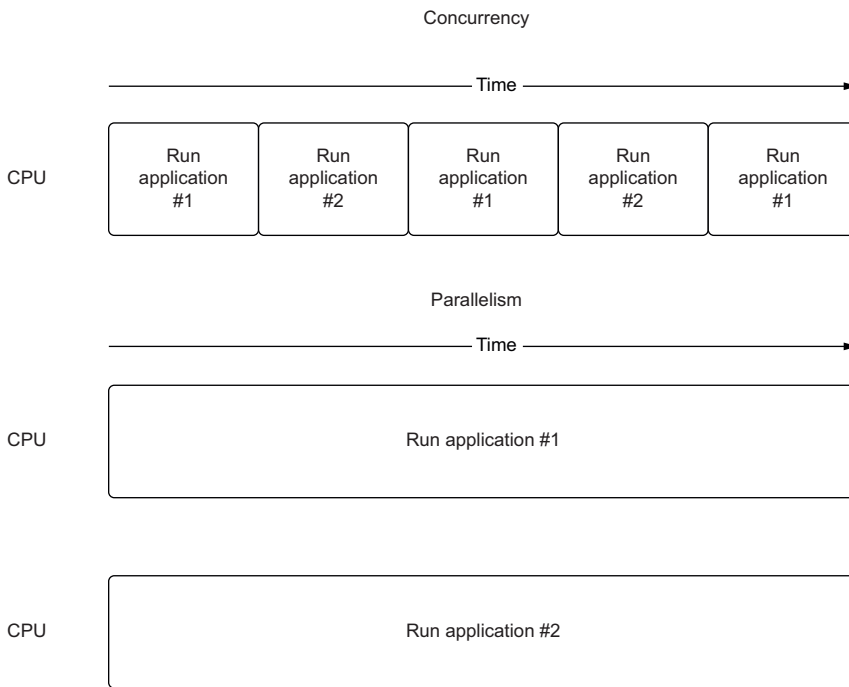 Concurrency
Time
CPU
Run
application
#1
Run
application
#2
Run
application
#1
Run
application
#2
Run
application
#1
Parallelism
Time
CPU
Run application #1
CPU
Run application #2